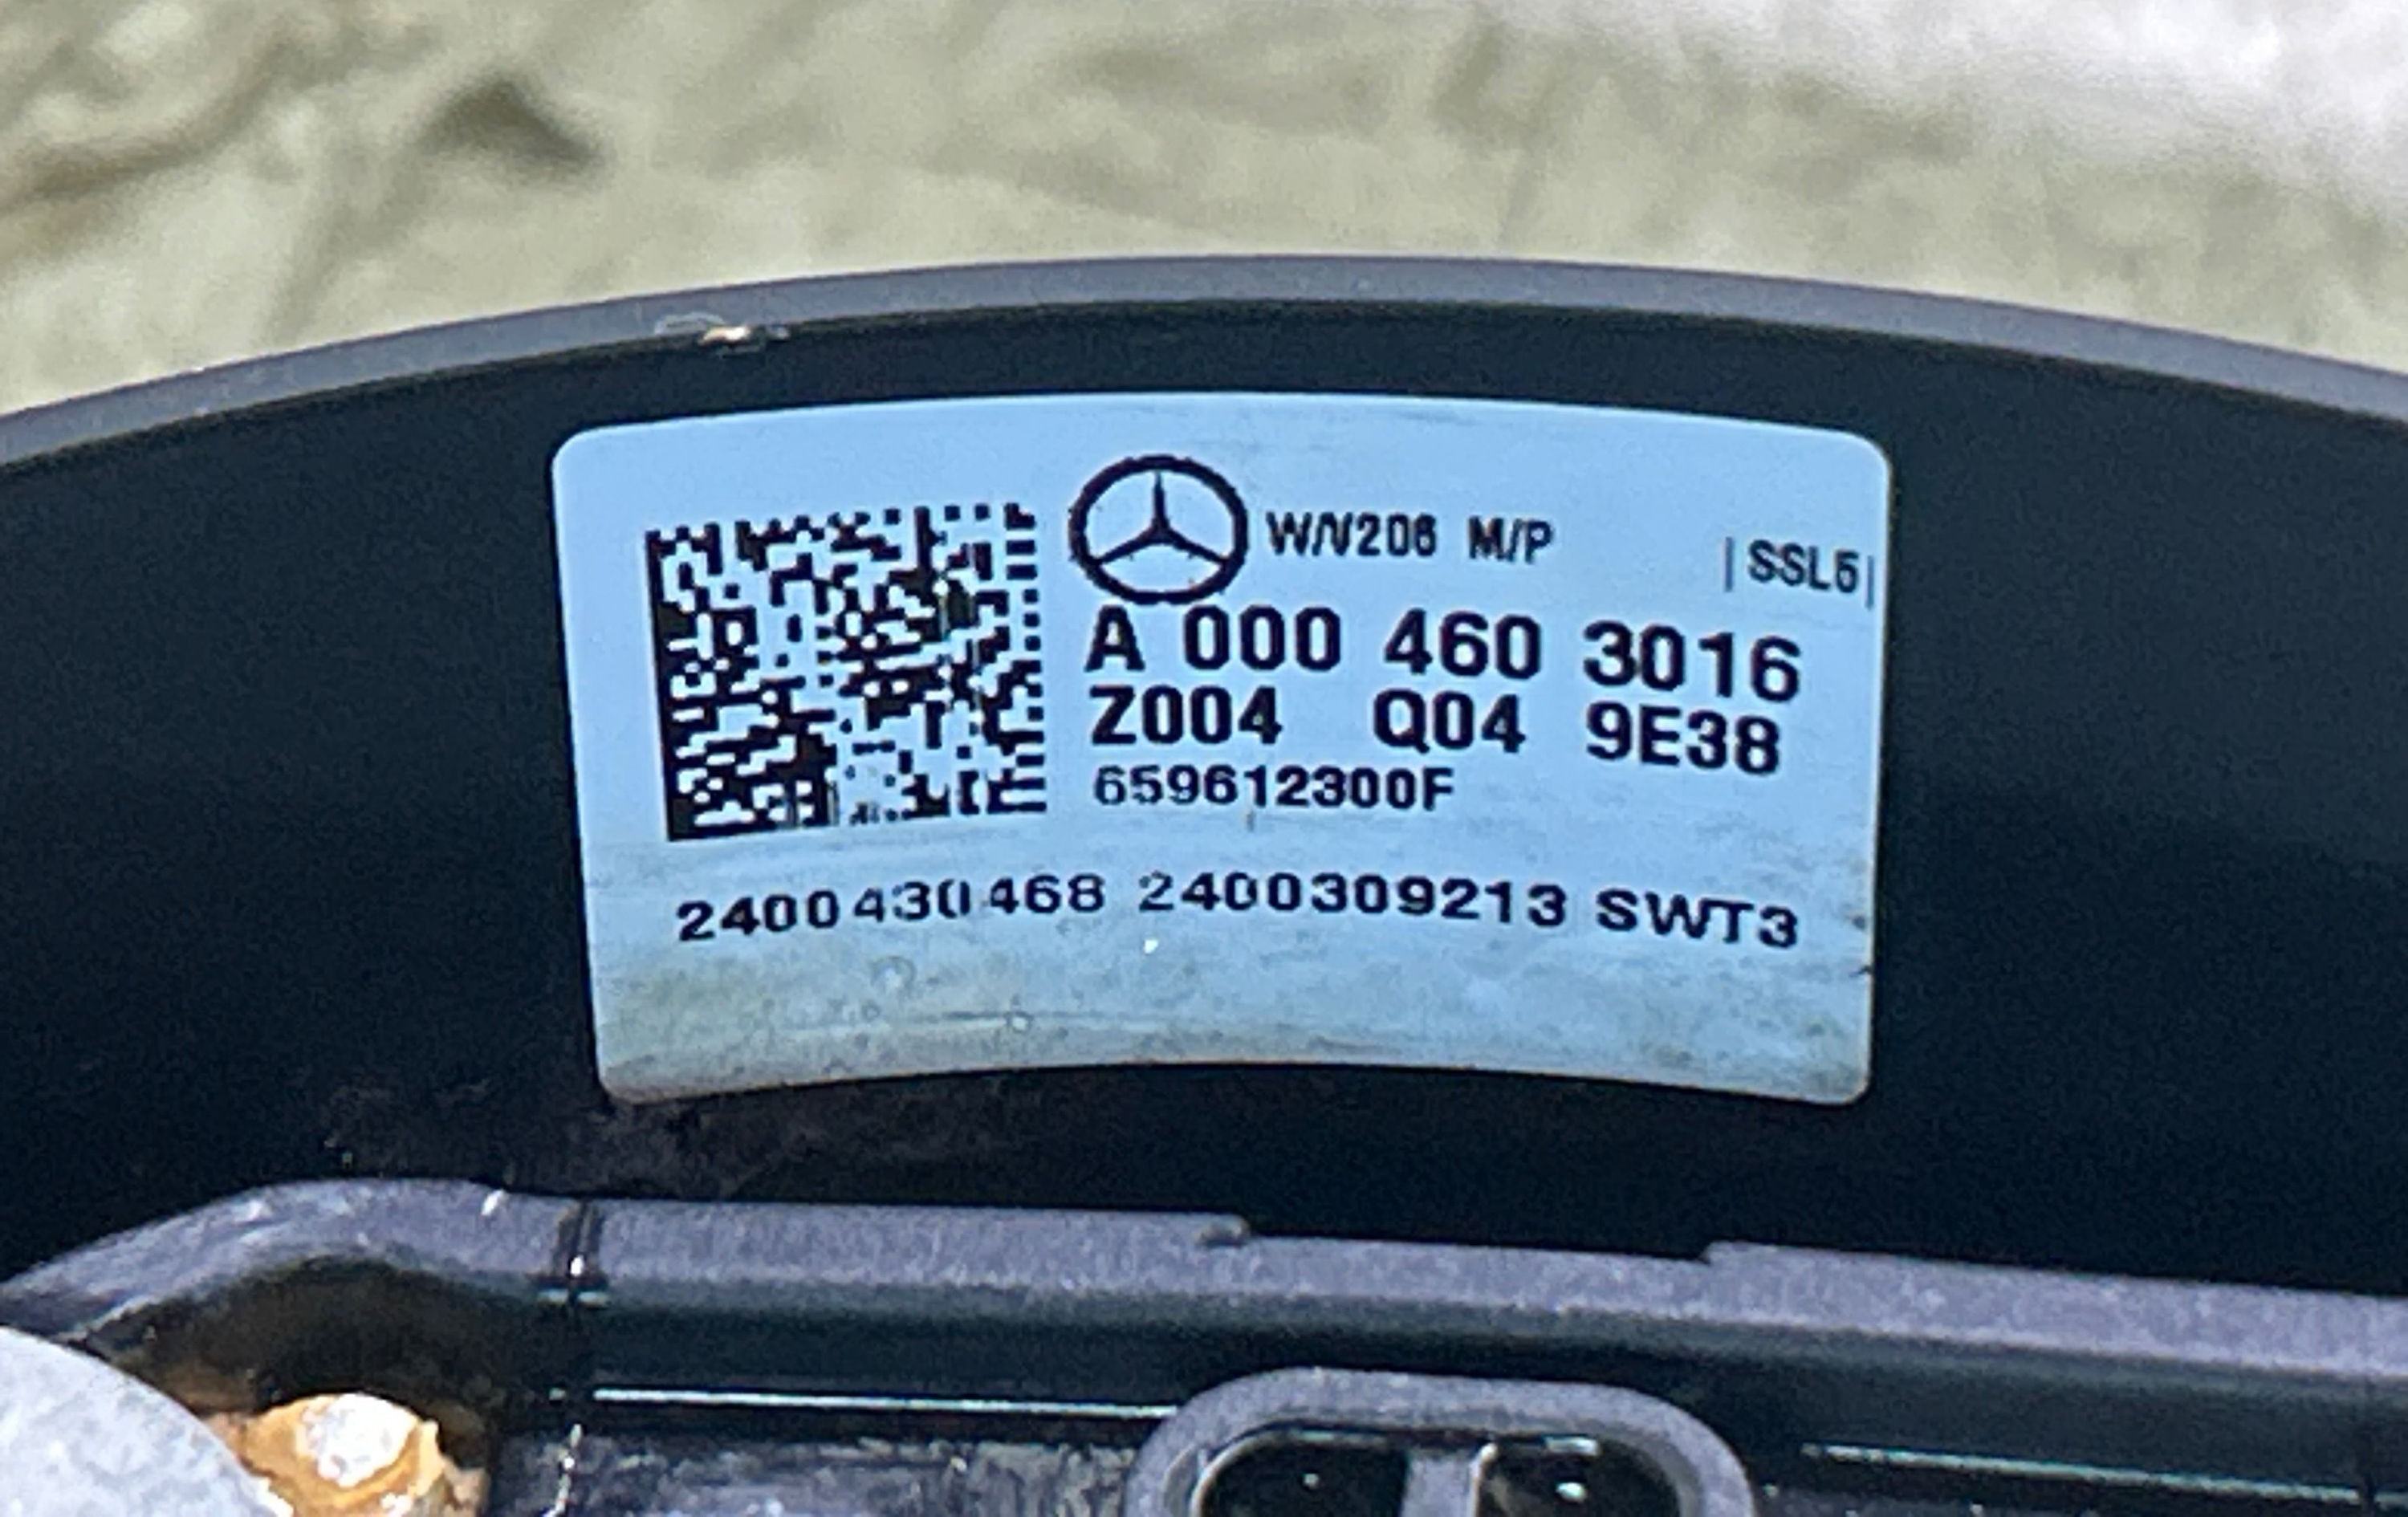 W/V206 M/P |SSL5|
A 000 460 3016
Z004 Q04 9E38
659612300F
2400430468 2400309213 SWT3